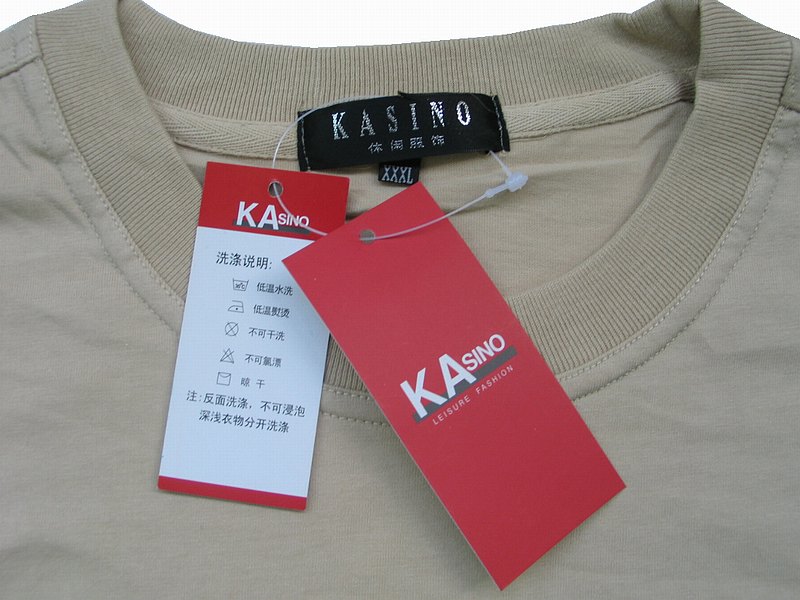 KASINO
休闲服饰
XXXL
KASINO
洗涤说明:
低温水洗
低温熨烫
不可干洗
不可氯漂
晾 干
注:反面洗涤，不可浸泡
深浅衣物分开洗涤
KASINO
LEISURE FASHION